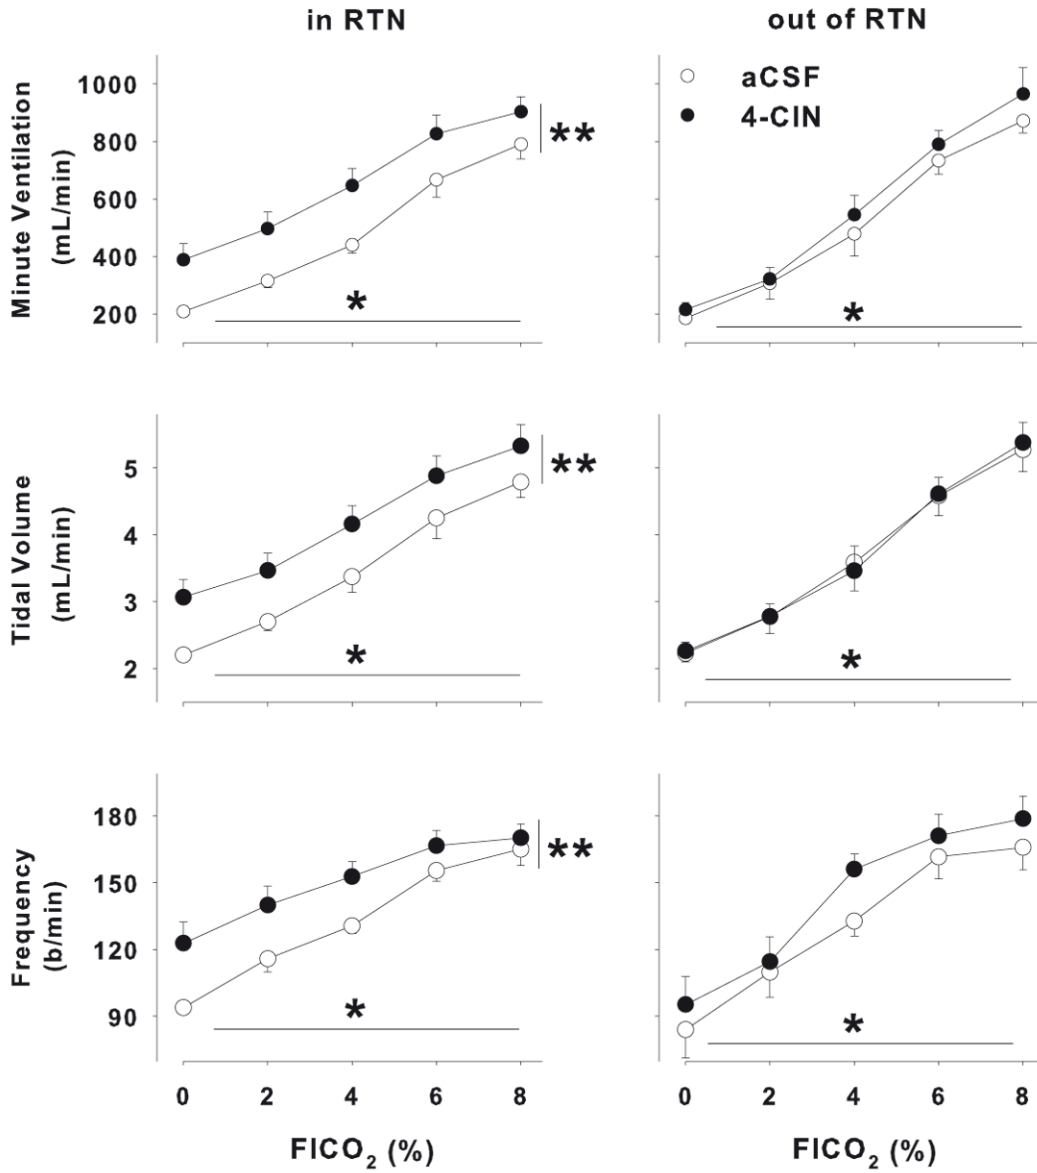 in RTN
out of RTN
Minute Ventilation
(mL/min)
1000
800
600
400
200
**
*
aCSF
4-CIN
*
Tidal Volume
(mL/min)
5
4
3
2
**
*
*
Frequency
(b/min)
180
150
120
90
**
*
*
0 2 4 6 8
0 2 4 6 8
FICO₂ (%)
FICO₂ (%)